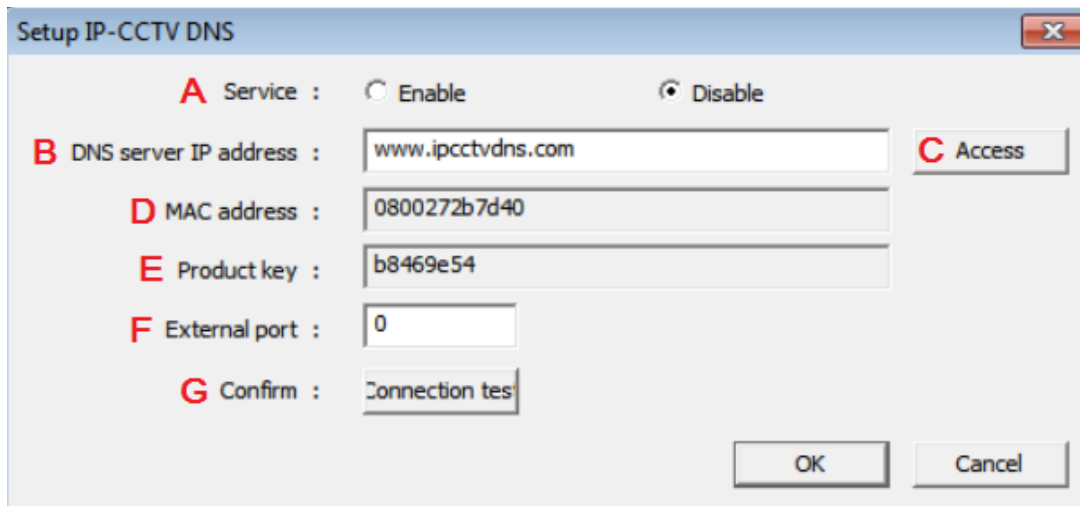 Setup IP-CCTV DNS
A Service : Enable Disable
B DNS server IP address : www.ipcctvdns.com C Access
D MAC address : 0800272b7d40
E Product key : b8469e54
F External port : 0
G Confirm : Connection test
OK Cancel